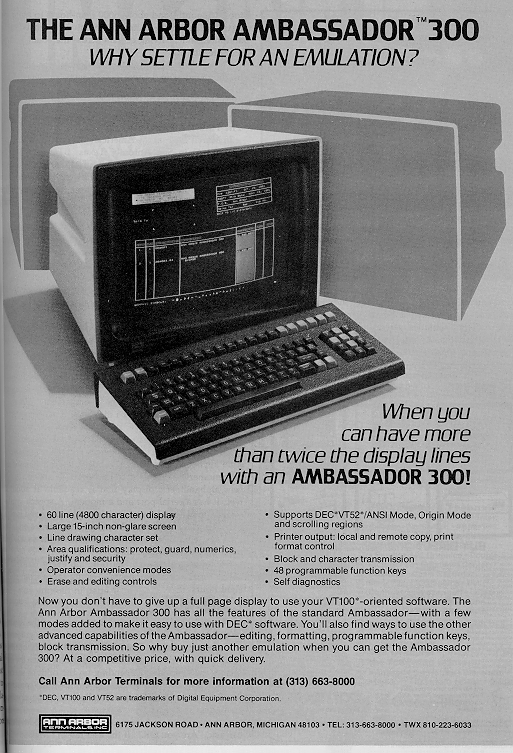 THE ANN ARBOR AMBASSADOR™300
WHY SETTLE FOR AN EMULATION?
When you
can have more
than twice the display lines
with an AMBASSADOR 300!
• 60 line (4800 character) display
• Large 15-inch non-glare screen
• Line drawing character set
• Area qualifications: protect, guard, numerics,
justify and security
• Operator convenience modes
• Erase and editing controls
• Supports DEC*VT52*/ANSI Mode, Origin Mode
and scrolling regions
• Printer output: local and remote copy, print
format control
• Block and character transmission
• 48 programmable function keys
• Self diagnostics
Now you don't have to give up a full page display to use your VT100*-oriented software. The
Ann Arbor Ambassador 300 has all the features of the standard Ambassador—with a few
modes added to make it easy to use with DEC* software. You'll also find ways to use the other
advanced capabilities of the Ambassador—editing, formatting, programmable function keys,
block transmission. So why buy just another emulation when you can get the Ambassador
300? At a competitive price, with quick delivery.
Call Ann Arbor Terminals for more information at (313) 663-8000
*DEC, VT100 and VT52 are trademarks of Digital Equipment Corporation.
ANN ARBOR
TERMINALS INC
6175 JACKSON ROAD • ANN ARBOR, MICHIGAN 48103 • TEL: 313-663-8000 • TWX 810-223-6033